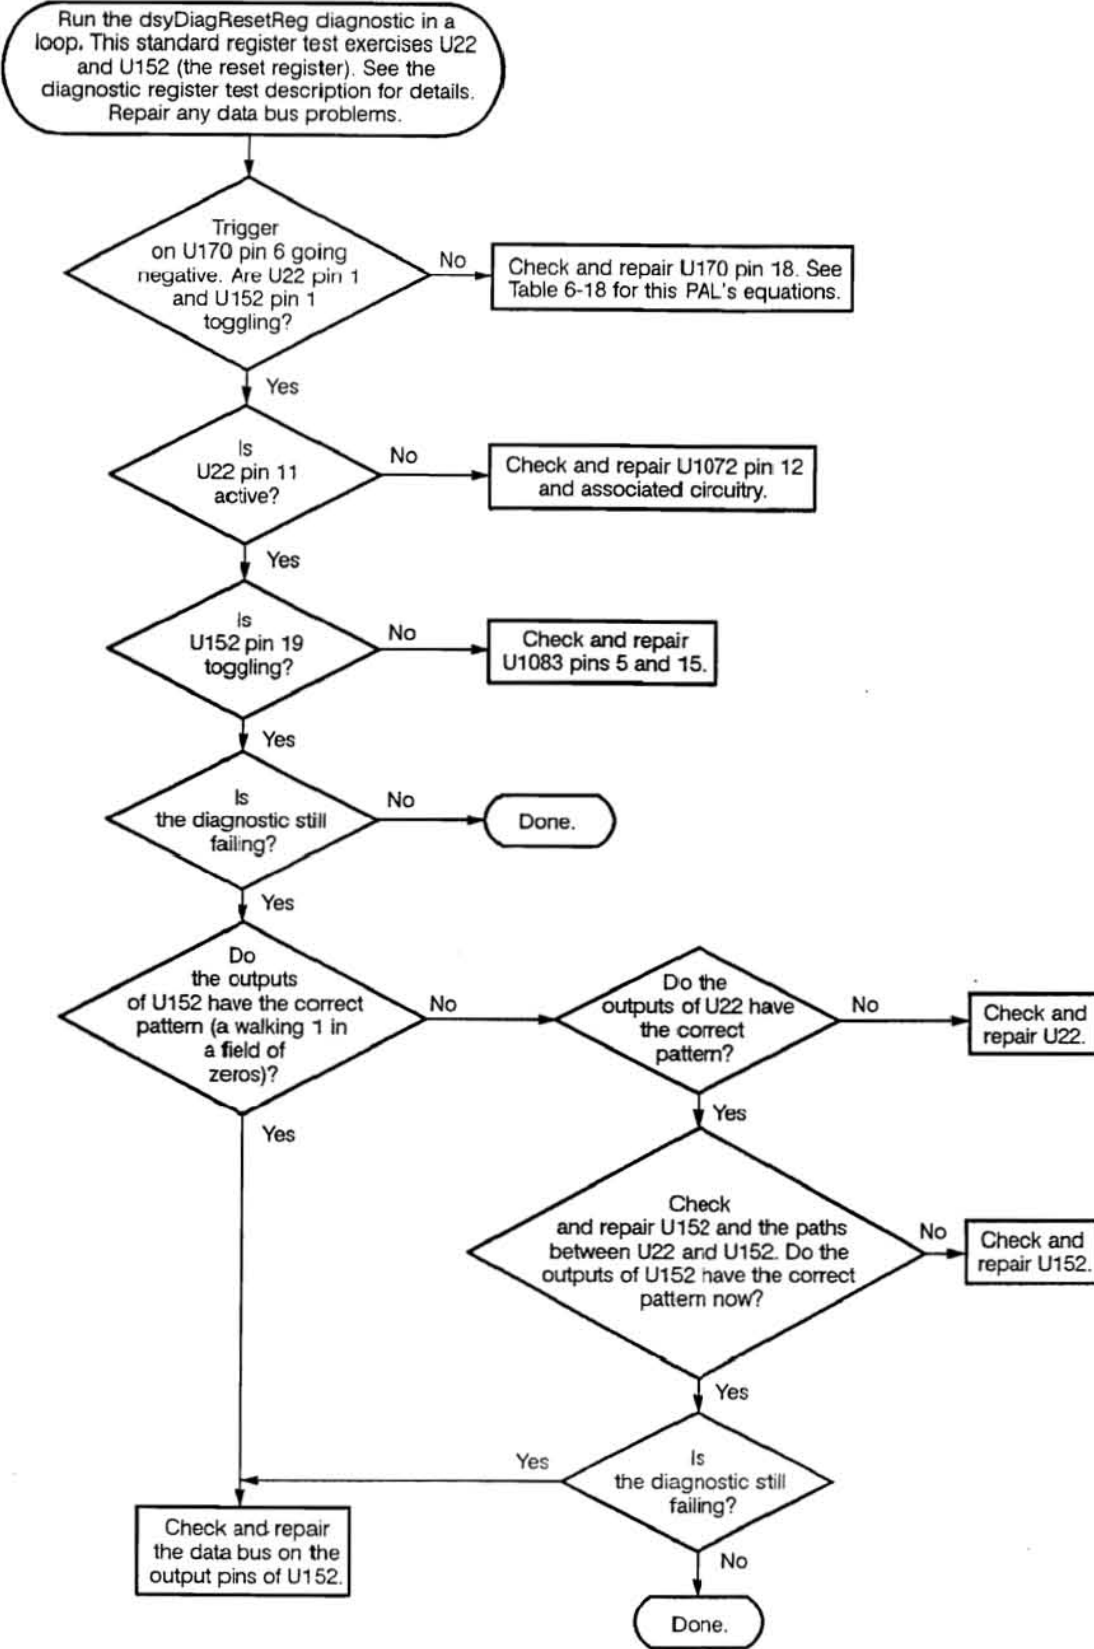 Run the dsyDiagResetReg diagnostic in a
loop. This standard register test exercises U22
and U152 (the reset register). See the
diagnostic register test description for details.
Repair any data bus problems.
Trigger
on U170 pin 6 going
negative. Are U22 pin 1
and U152 pin 1
toggling?
No
Check and repair U170 pin 18. See
Table 6-18 for this PAL's equations.
Yes
Is
U22 pin 11
active?
No
Check and repair U1072 pin 12
and associated circuitry.
Yes
Is
U152 pin 19
toggling?
No
Check and repair
U1083 pins 5 and 15.
Yes
Is
the diagnostic still
failing?
No
Done.
Yes
Do
the outputs
of U152 have the correct
pattern (a walking 1 in
a field of
zeros)?
No
Do the
outputs of U22 have
the correct
pattern?
No
Check and
repair U22.
Yes
Yes
Check
and repair U152 and the paths
between U22 and U152. Do the
outputs of U152 have the correct
pattern now?
No
Check and
repair U152.
Yes
Is
the diagnostic still
failing?
Yes
Check and repair
the data bus on the
output pins of U152.
No
Done.